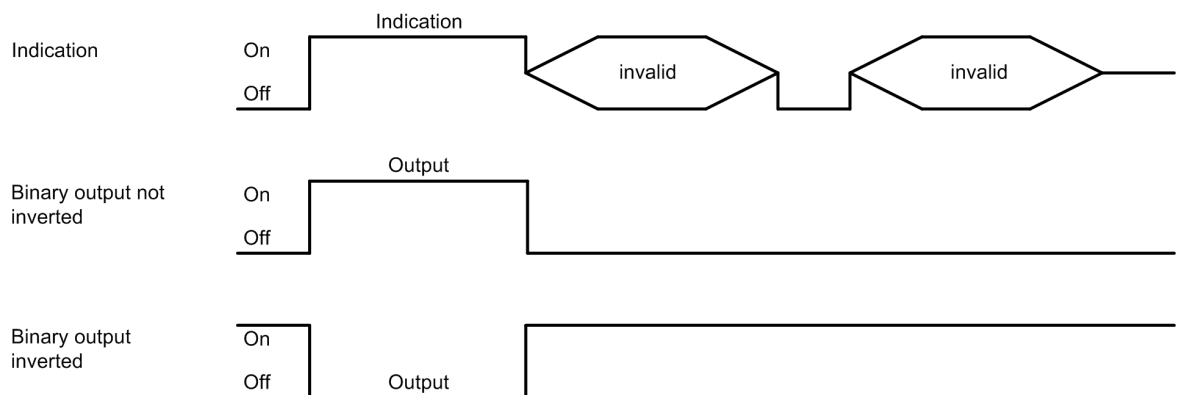 Indication
Indication
On
Off
invalid
invalid
Output
Binary output not
inverted
On
Off
Binary output
inverted
On
Off
Output